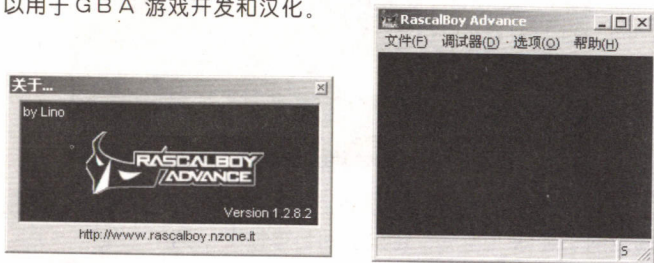 以用于GBA 游戏开发和汉化。
关于...
by Lino
RASCALBOY
ADVANCE
Version 1.2.8.2
http://www.rascalboy.nzone.it
RascalBoy Advance
文件(F) 调试器(D) 选项(O) 帮助(H)
S